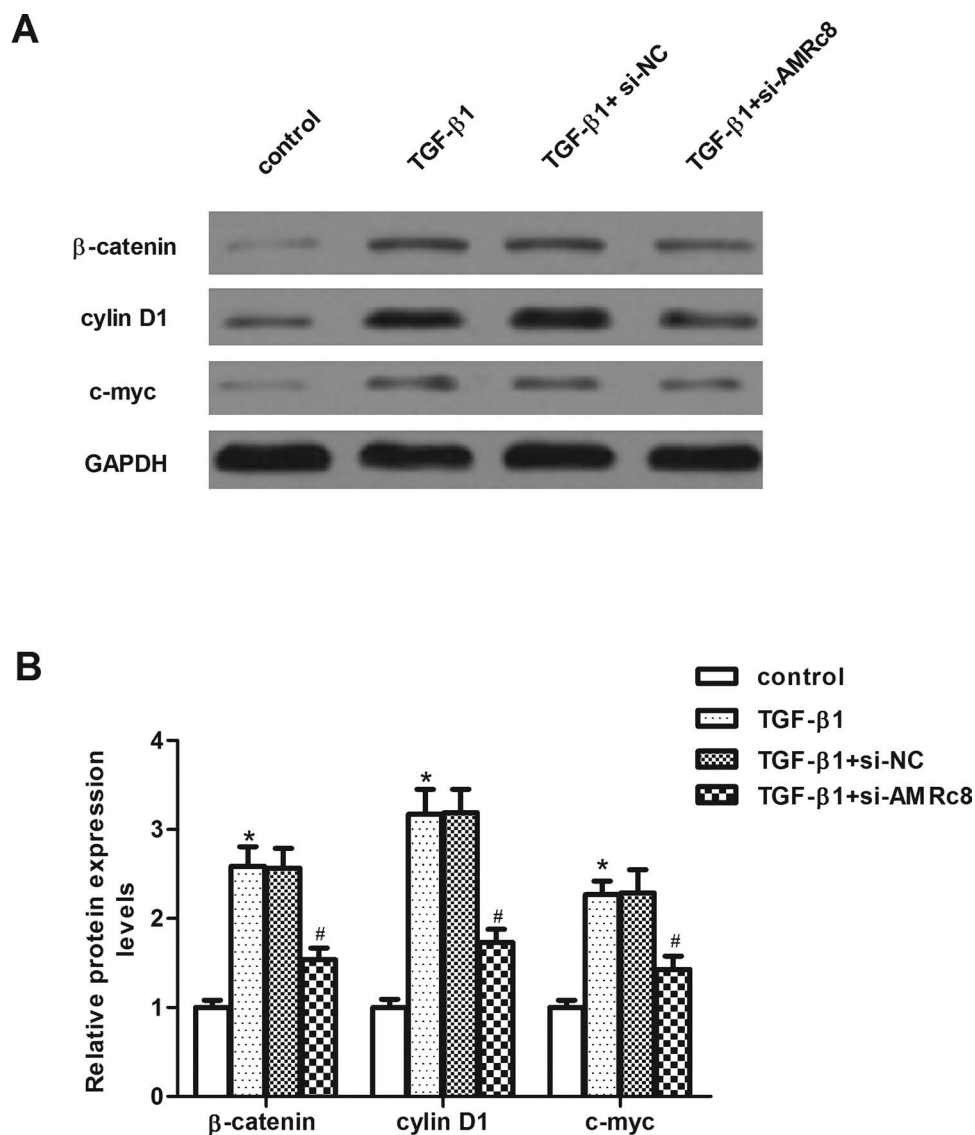 A
control
TGF-β1
TGF-β1+ si-NC
TGF-β1+si-AMRc8
β-catenin
cylin D1
c-myc
GAPDH
B
control
TGF-β1
TGF-β1+si-NC
TGF-β1+si-AMRc8
Relative protein expression
levels
4
3
2
1
0
*
#
*
#
*
#
β-catenin
cylin D1
c-myc